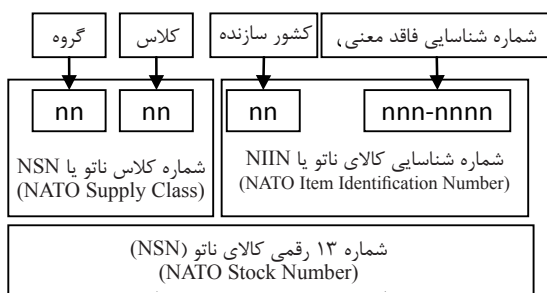 گروه
کلاس
کشور سازنده
شماره شناسایی فاقد معنی،
nn
nn
nn
nnn-nnnn
شماره کلاس ناتو یا NSN
(NATO Supply Class)
شماره شناسایی کالای ناتو یا NIIN
(NATO Item Identification Number)
شماره ۱۳ رقمی کالای ناتو (NSN)
(NATO Stock Number)